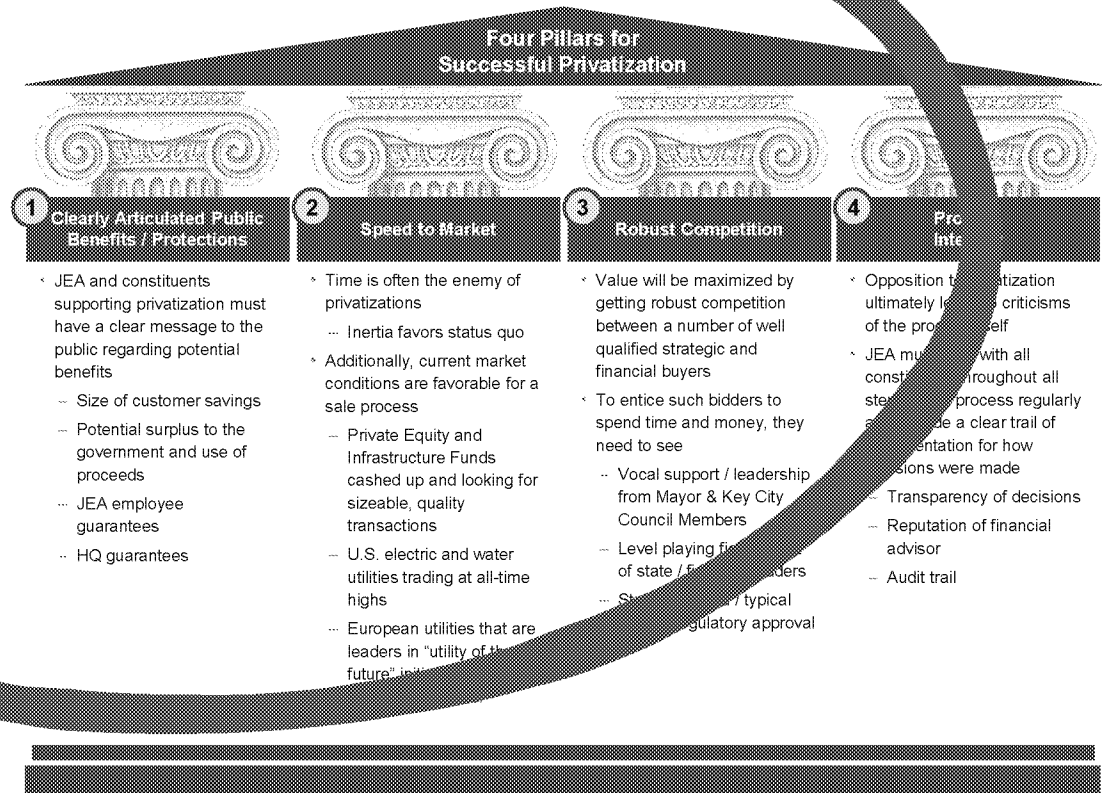 Four Pillars for
Successful Privatization
1
Clearly Articulated Public
Benefits / Protections
JEA and constituents
supporting privatization must
have a clear message to the
public regarding potential
benefits
– Size of customer savings
– Potential surplus to the
government and use of
proceeds
– JEA employee
guarantees
– HQ guarantees
2
Speed to Market
Time is often the enemy of
privatizations
– Inertia favors status quo
Additionally, current market
conditions are favorable for a
sale process
– Private Equity and
Infrastructure Funds
cashed up and looking for
sizeable, quality
transactions
– U.S. electric and water
utilities trading at all-time
highs
– European utilities that are
leaders in “utility of
future”
3
Robust Competition
Value will be maximized by
getting robust competition
between a number of well
qualified strategic and
financial buyers
To entice such bidders to
spend time and money, they
need to see
– Vocal support / leadership
from Mayor & Key City
Council Members
– Level playing
of state /
/ typical
approval
4
Opposition
ultimately criticisms
of the
JEA with all
throughout all
process regularly
a clear trail of
for how
were made
– Transparency of decisions
– Reputation of financial
advisor
– Audit trail